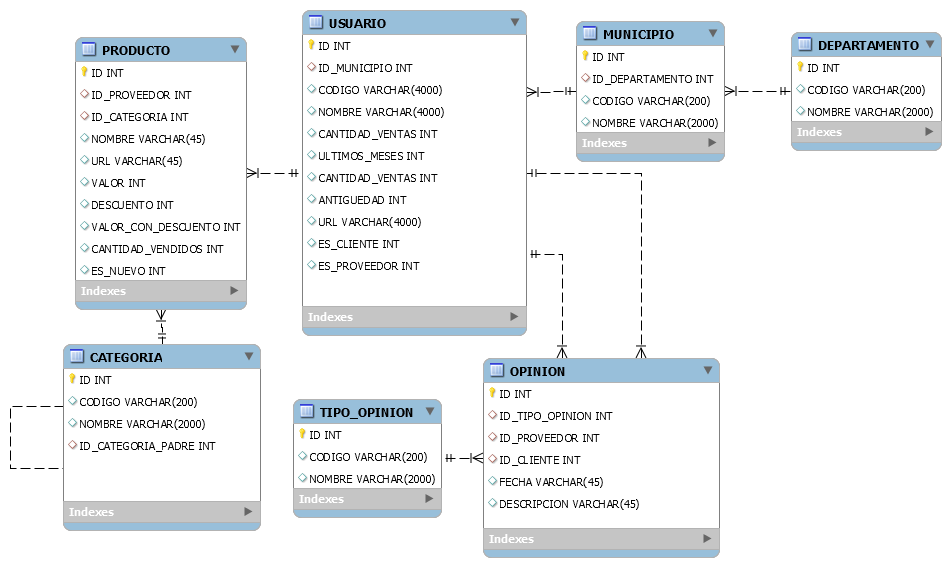 PRODUCTO
ID INT
ID_PROVEEDOR INT
ID_CATEGORIA INT
NOMBRE VARCHAR(45)
URL VARCHAR(45)
VALOR INT
DESCUENTO INT
VALOR_CON_DESCUENTO INT
CANTIDAD_VENDIDOS INT
ES_NUEVO INT
Indexes
USUARIO
ID INT
ID_MUNICIPIO INT
CODIGO VARCHAR(4000)
NOMBRE VARCHAR(4000)
CANTIDAD_VENTAS INT
ULTIMOS_MESES INT
CANTIDAD_VENTAS INT
ANTIGUEDAD INT
URL VARCHAR(4000)
ES_CLIENTE INT
ES_PROVEEDOR INT
Indexes
MUNICIPIO
ID INT
ID_DEPARTAMENTO INT
CODIGO VARCHAR(200)
NOMBRE VARCHAR(2000)
Indexes
DEPARTAMENTO
ID INT
CODIGO VARCHAR(200)
NOMBRE VARCHAR(2000)
Indexes
CATEGORIA
ID INT
CODIGO VARCHAR(200)
NOMBRE VARCHAR(2000)
ID_CATEGORIA_PADRE INT
Indexes
TIPO_OPINION
ID INT
CODIGO VARCHAR(200)
NOMBRE VARCHAR(2000)
Indexes
OPINION
ID INT
ID_TIPO_OPINION INT
ID_PROVEEDOR INT
ID_CLIENTE INT
FECHA VARCHAR(45)
DESCRIPCION VARCHAR(45)
Indexes